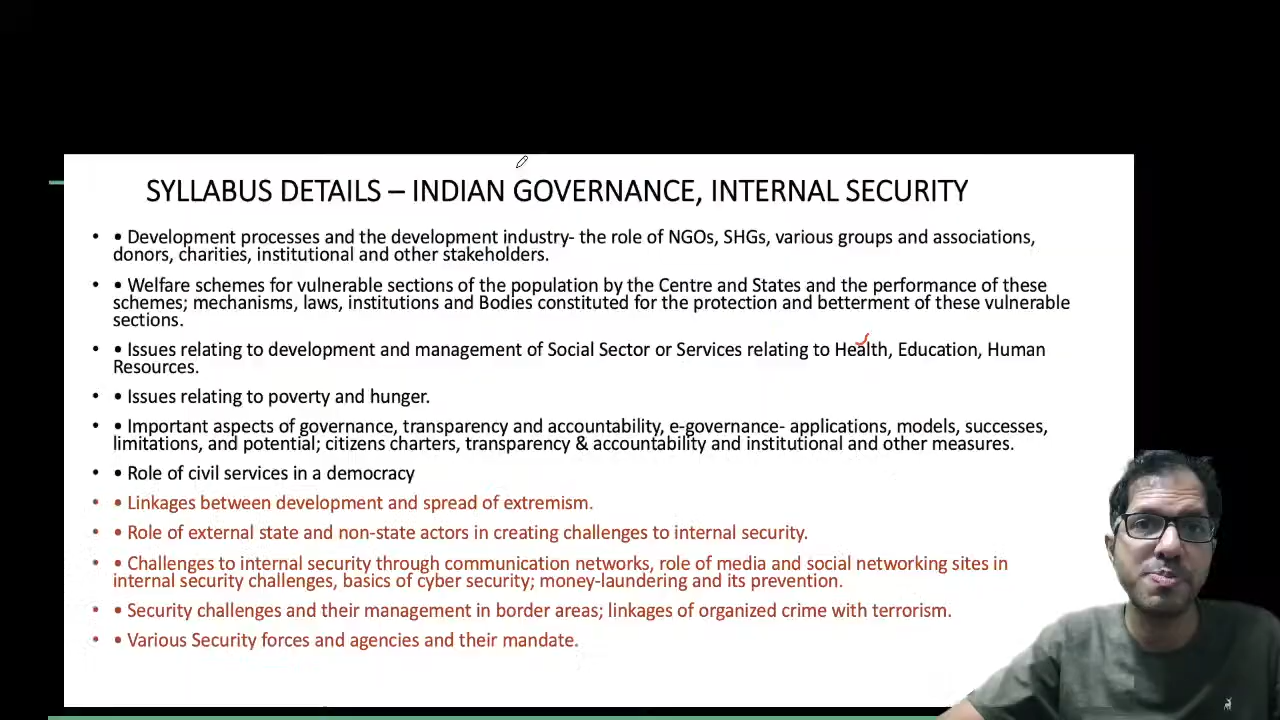 SYLLABUS DETAILS – INDIAN GOVERNANCE, INTERNAL SECURITY
• • Development processes and the development industry- the role of NGOs, SHGs, various groups and associations,
donors, charities, institutional and other stakeholders.
• • Welfare schemes for vulnerable sections of the population by the Centre and States and the performance of these
schemes; mechanisms, laws, institutions and Bodies constituted for the protection and betterment of these vulnerable
sections.
• • Issues relating to development and management of Social Sector or Services relating to Health, Education, Human
Resources.
• • Issues relating to poverty and hunger.
• • Important aspects of governance, transparency and accountability, e-governance- applications, models, successes,
limitations, and potential; citizens charters, transparency & accountability and institutional and other measures.
• • Role of civil services in a democracy
• • Linkages between development and spread of extremism.
• • Role of external state and non-state actors in creating challenges to internal security.
• • Challenges to internal security through communication networks, role of media and social networking sites in
internal security challenges, basics of cyber security; money-laundering and its prevention.
• • Security challenges and their management in border areas; linkages of organized crime with terrorism.
• • Various Security forces and agencies and their mandate.